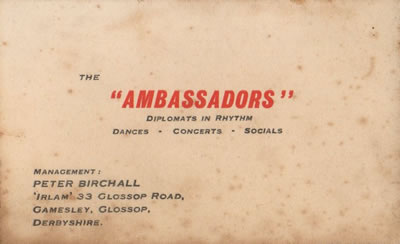 THE
"AMBASSADORS"
DIPLOMATS IN RHYTHM
DANCES - CONCERTS - SOCIALS
MANAGEMENT:
PETER BIRCHALL
'IRLAM' 33 GLOSSOP ROAD,
GAMESLEY, GLOSSOP,
DERBYSHIRE.